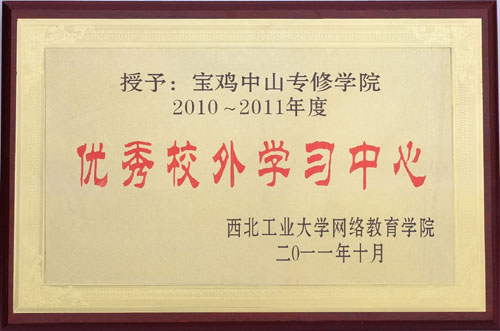 授予：宝鸡中山专修学院
2010～2011年度
优秀校外学习中心
西北工业大学网络教育学院
二〇一一年十月